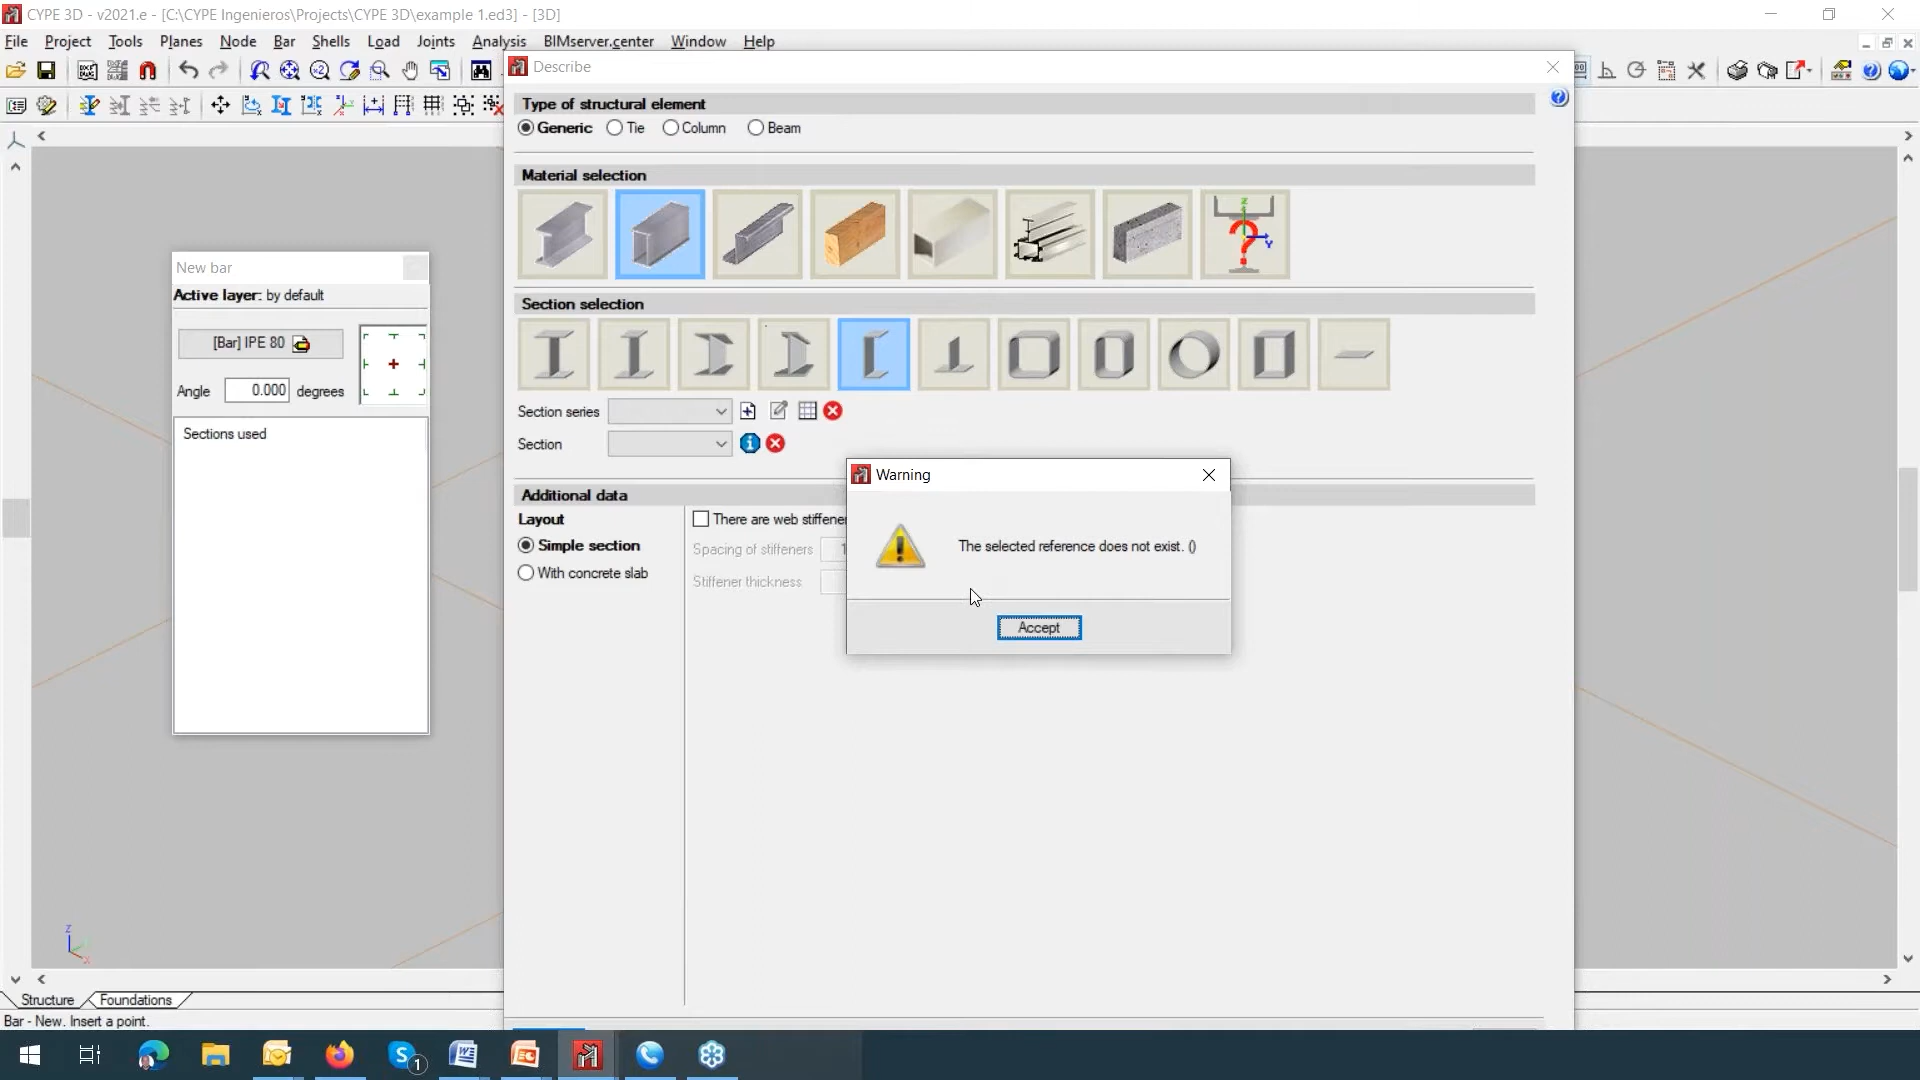 CYPE 3D - v2021.e - [C:\CYPE Ingenieros\Projects\CYPE 3D\example 1.ed3] - [3D]
File Project Tools Planes Node Bar Shells Load Joints Analysis BIMserver.center Window Help
Describe
Type of structural element
Generic Tie Column Beam
Material selection
Section selection
Section series
Section
Additional data
Layout
Simple section
With concrete slab
There are web stiffener
Spacing of stiffeners 1
Stiffener thickness
New bar
Active layer: by default
[Bar] IPE 80
Angle 0.000 degrees
Sections used
Warning
The selected reference does not exist. ()
Accept
Z
X
Structure Foundations
Bar - New. Insert a point.
1